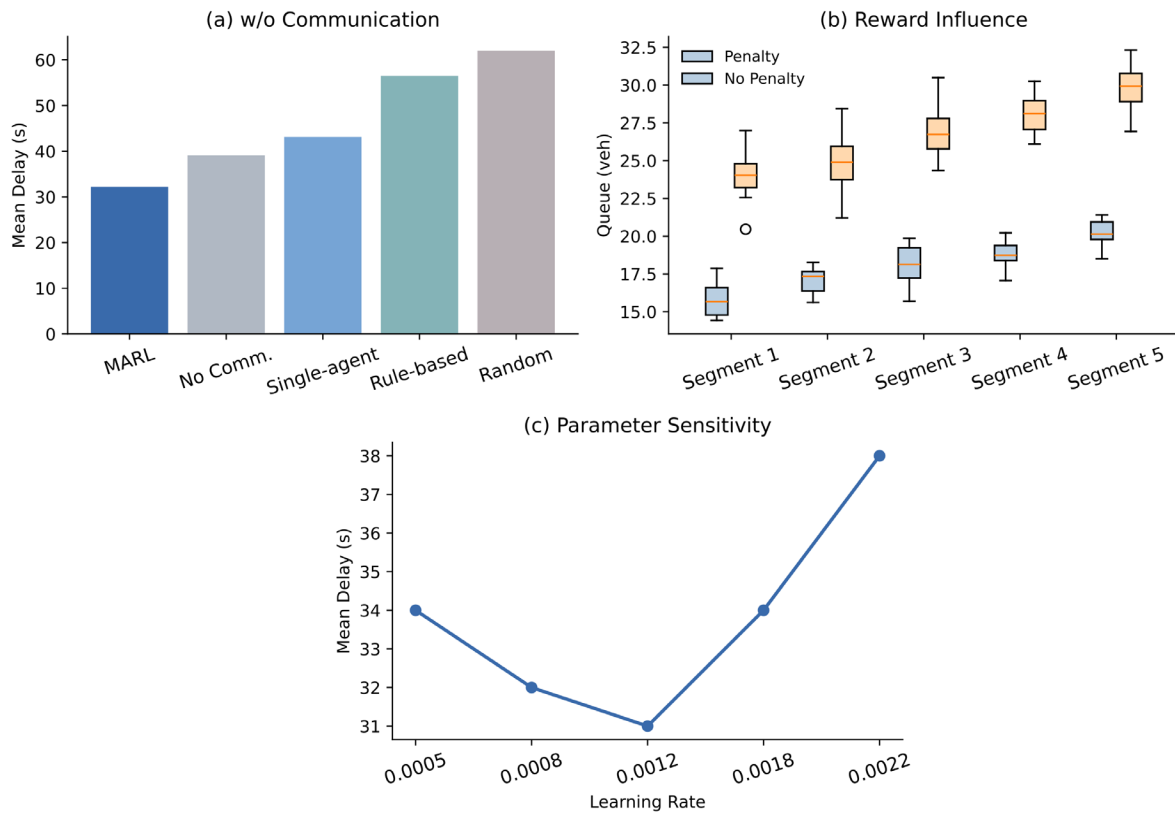 (a) w/o Communication
Mean Delay (s)
60
50
40
30
20
10
0
MARL
No Comm.
Single-agent
Rule-based
Random
(b) Reward Influence
Penalty
No Penalty
Queue (veh)
32.5
30.0
27.5
25.0
22.5
20.0
17.5
15.0
Segment 1
Segment 2
Segment 3
Segment 4
Segment 5
(c) Parameter Sensitivity
Mean Delay (s)
38
37
36
35
34
33
32
31
0.0005
0.0008
0.0012
0.0018
0.0022
Learning Rate